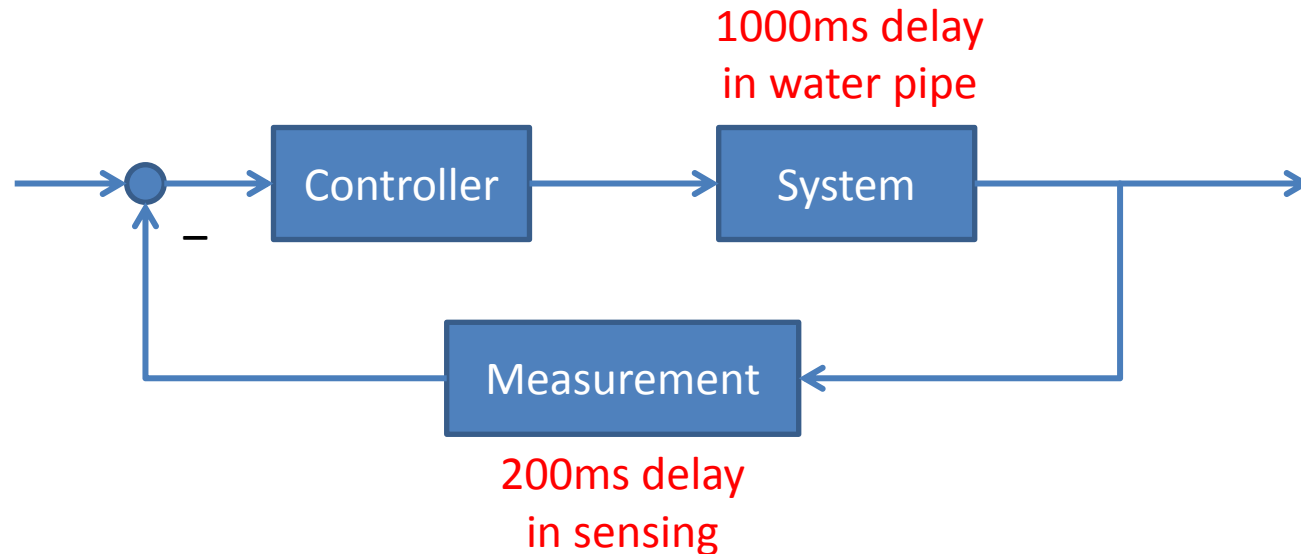 1000ms delay
in water pipe
Controller
System
–
Measurement
200ms delay
in sensing